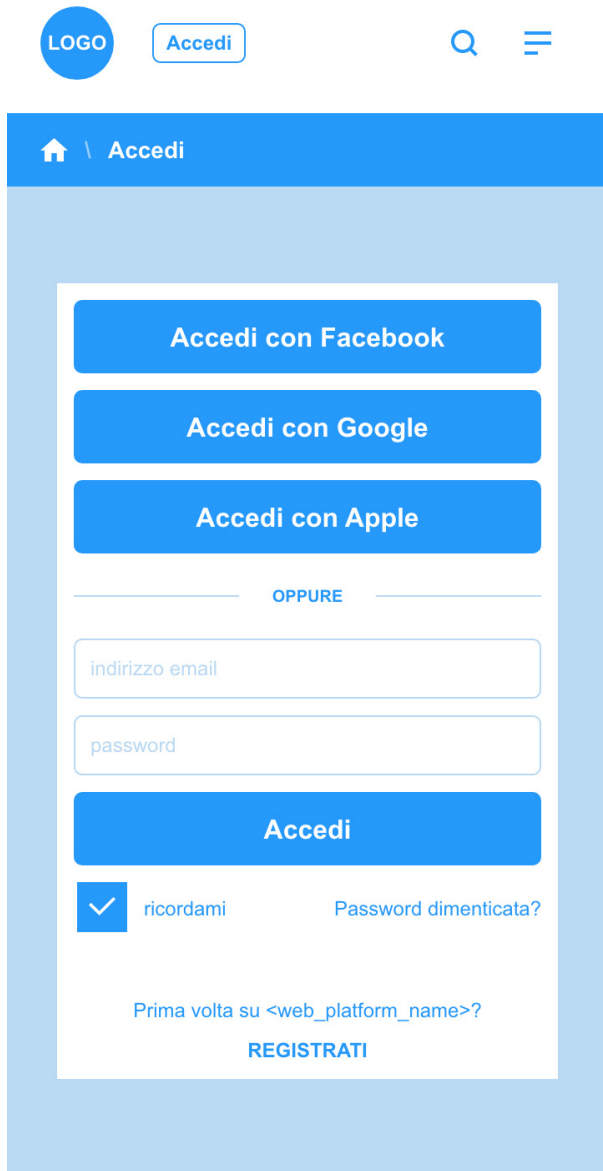 LOGO Accedi
\ Accedi
Accedi con Facebook
Accedi con Google
Accedi con Apple
OPPURE
indirizzo email
password
Accedi
ricordami Password dimenticata?
Prima volta su <web_platform_name>?
REGISTRATI